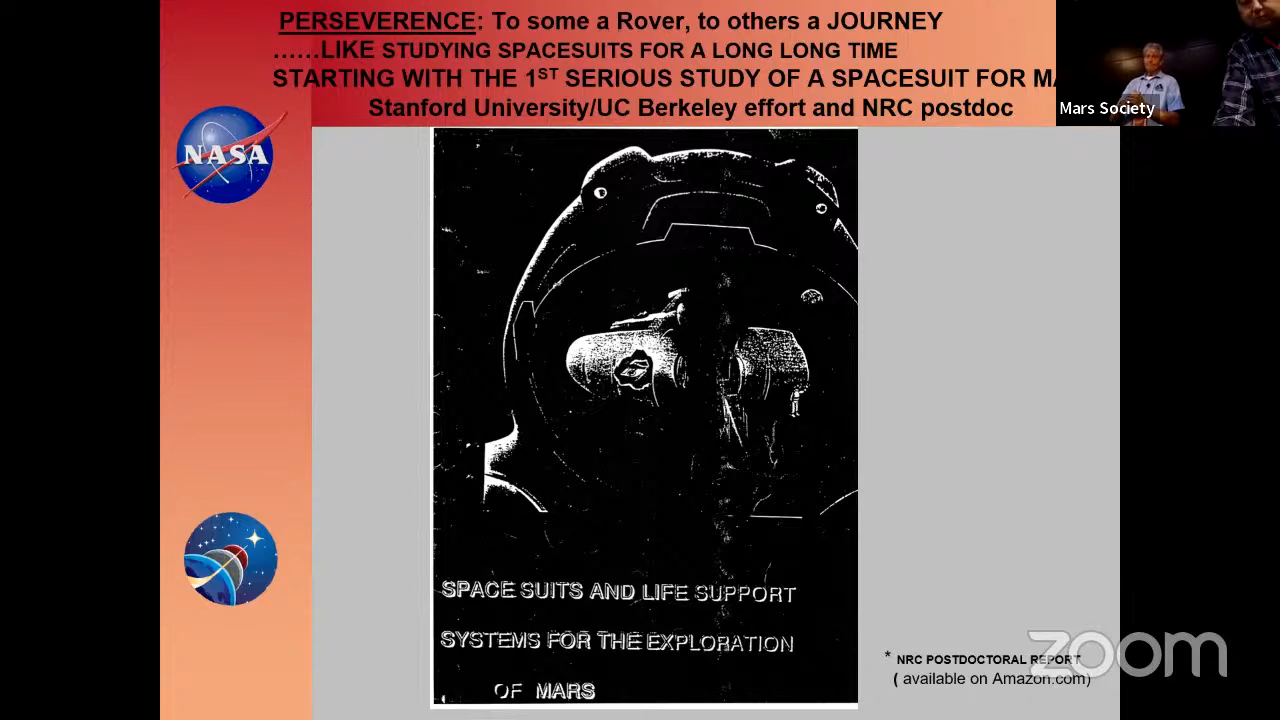 PERSEVERENCE: To some a Rover, to others a JOURNEY
……LIKE STUDYING SPACESUITS FOR A LONG LONG TIME
STARTING WITH THE 1ST SERIOUS STUDY OF A SPACESUIT FOR MA
Stanford University/UC Berkeley effort and NRC postdoc
Mars Society
NASA
SPACE SUITS AND LIFE SUPPORT
SYSTEMS FOR THE EXPLORATION
OF MARS
* NRC POSTDOCTORAL REPORT
( available on Amazon.com)
zoom